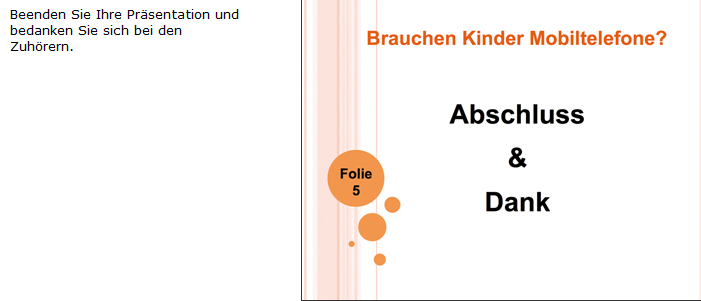 Beenden Sie Ihre Präsentation und
bedanken Sie sich bei den
Zuhörern.
Brauchen Kinder Mobiltelefone?
Abschluss
&
Dank
Folie
5